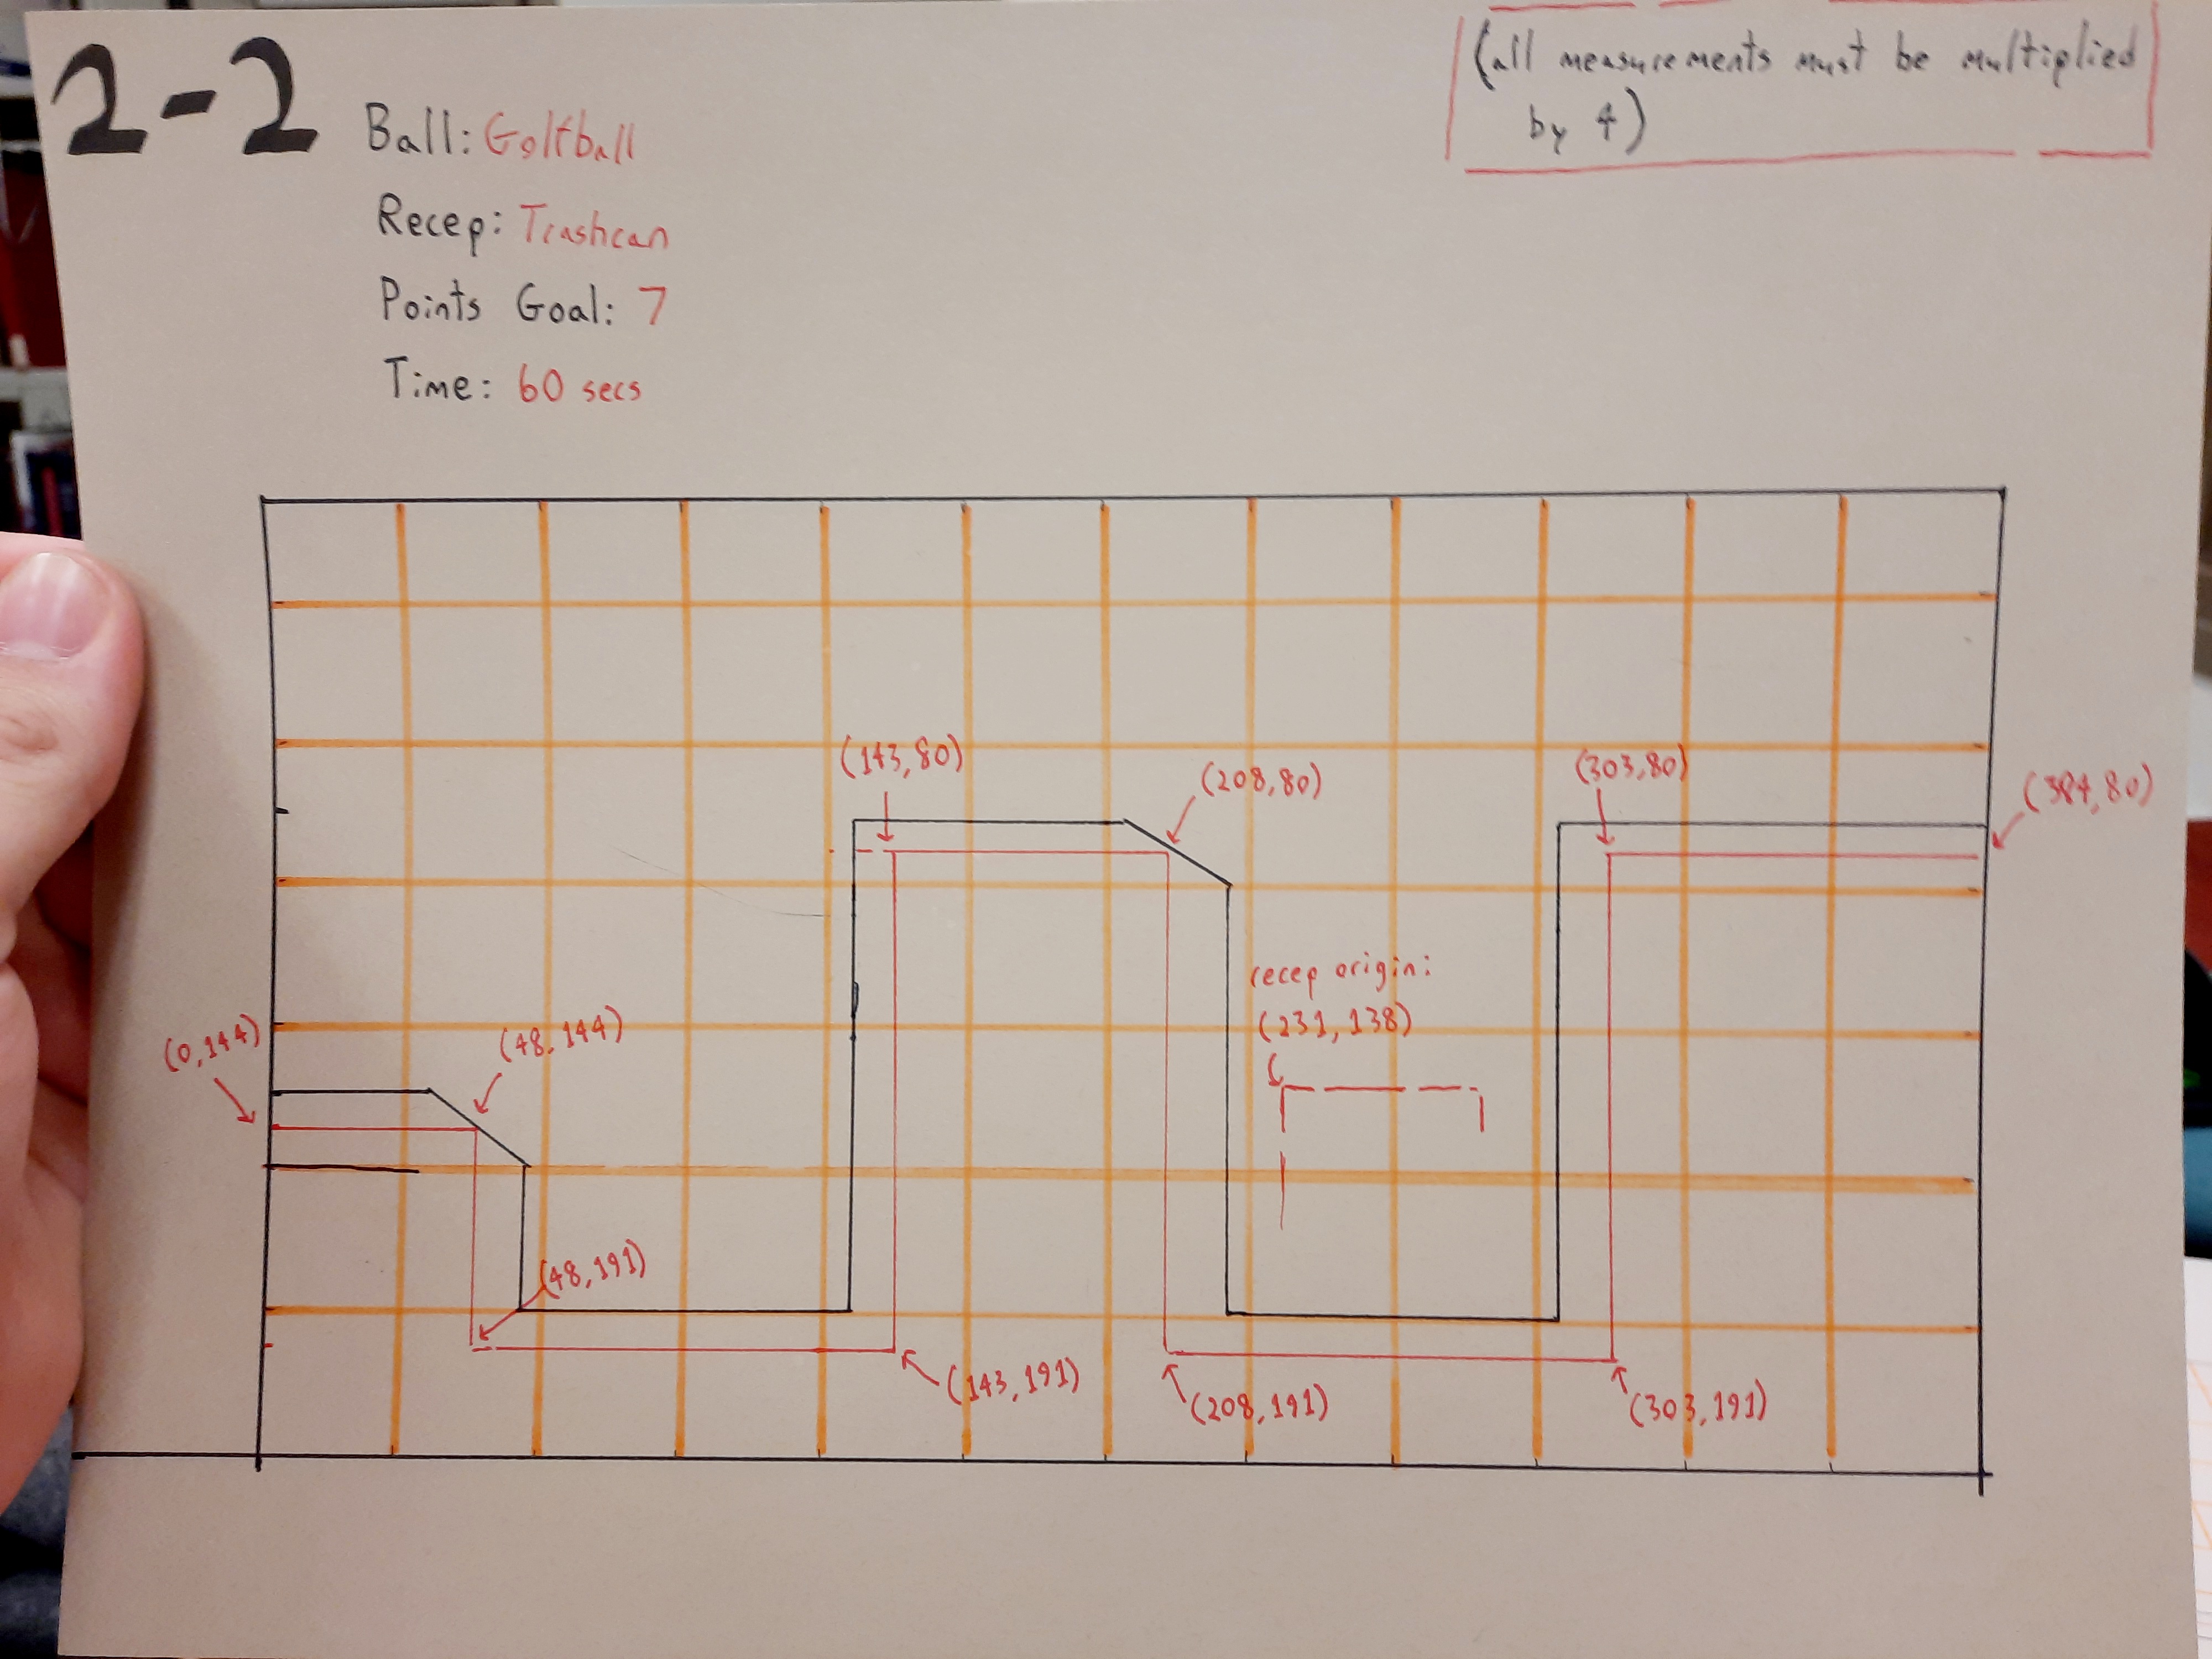 2-2
Ball: Golfball
Recep: Trashcan
Points Goal: 7
Time: 60 secs
(all measurements must be multiplied
by 4)
(143,80)
(208,80)
(303,80)
(384,80)
recep origin:
(231,138)
(0,144)
(48,144)
(48,191)
(143,191)
(208,191)
(303,191)